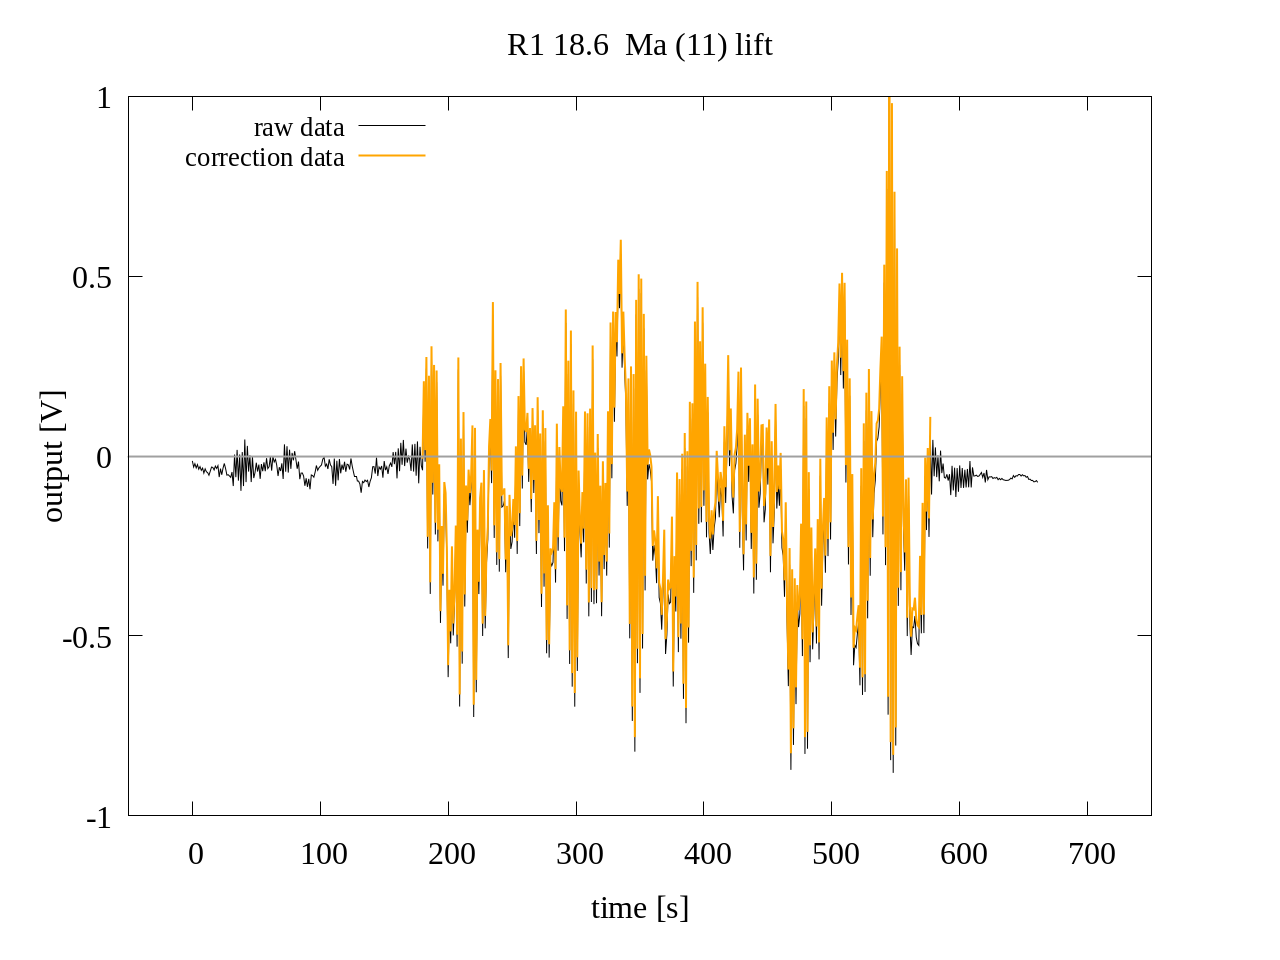 R1 18.6  Ma (11) lift
raw data
correction data
1
0.5
0
-0.5
-1
output [V]
0 100 200 300 400 500 600 700
time [s]